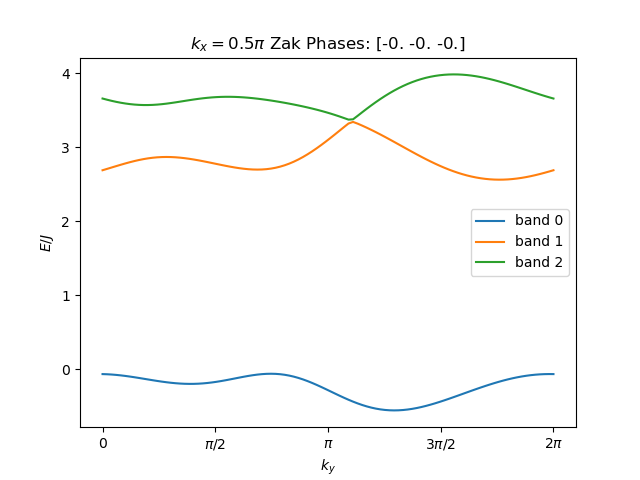 k_x = 0.5π Zak Phases: [-0. -0. -0.]
4
3
2
1
0
E/J
band 0
band 1
band 2
0
π/2
π
3π/2
2π
k_y